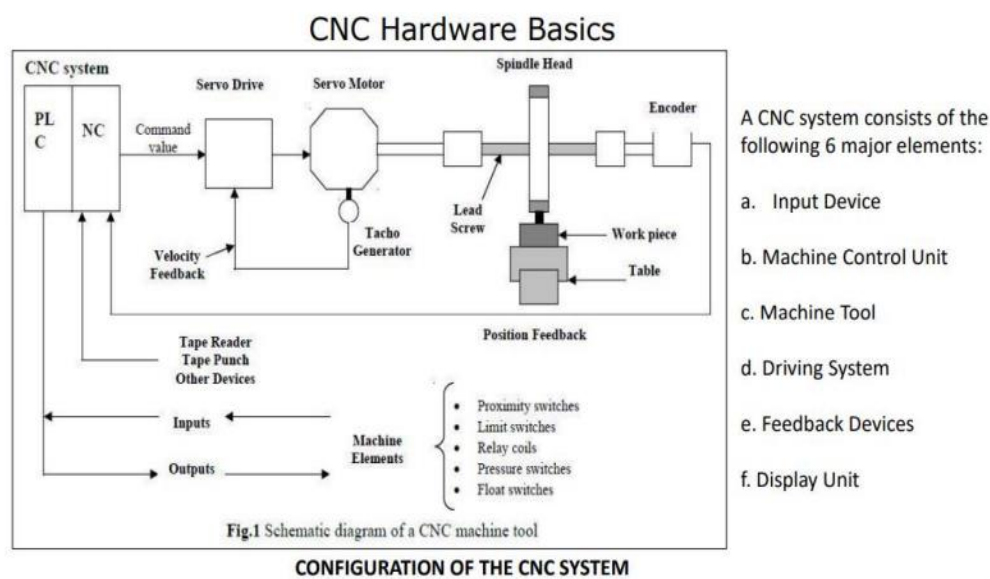 CNC Hardware Basics
CNC system
PL
C
NC
Command
value
Servo Drive
Servo Motor
Spindle Head
Encoder
Lead
Screw
Tacho
Generator
Velocity
Feedback
Work piece
Table
Position Feedback
Tape Reader
Tape Punch
Other Devices
Inputs
Outputs
Machine
Elements
• Proximity switches
• Limit switches
• Relay coils
• Pressure switches
• Float switches
Fig.1 Schematic diagram of a CNC machine tool
CONFIGURATION OF THE CNC SYSTEM
A CNC system consists of the
following 6 major elements:
a. Input Device
b. Machine Control Unit
c. Machine Tool
d. Driving System
e. Feedback Devices
f. Display Unit